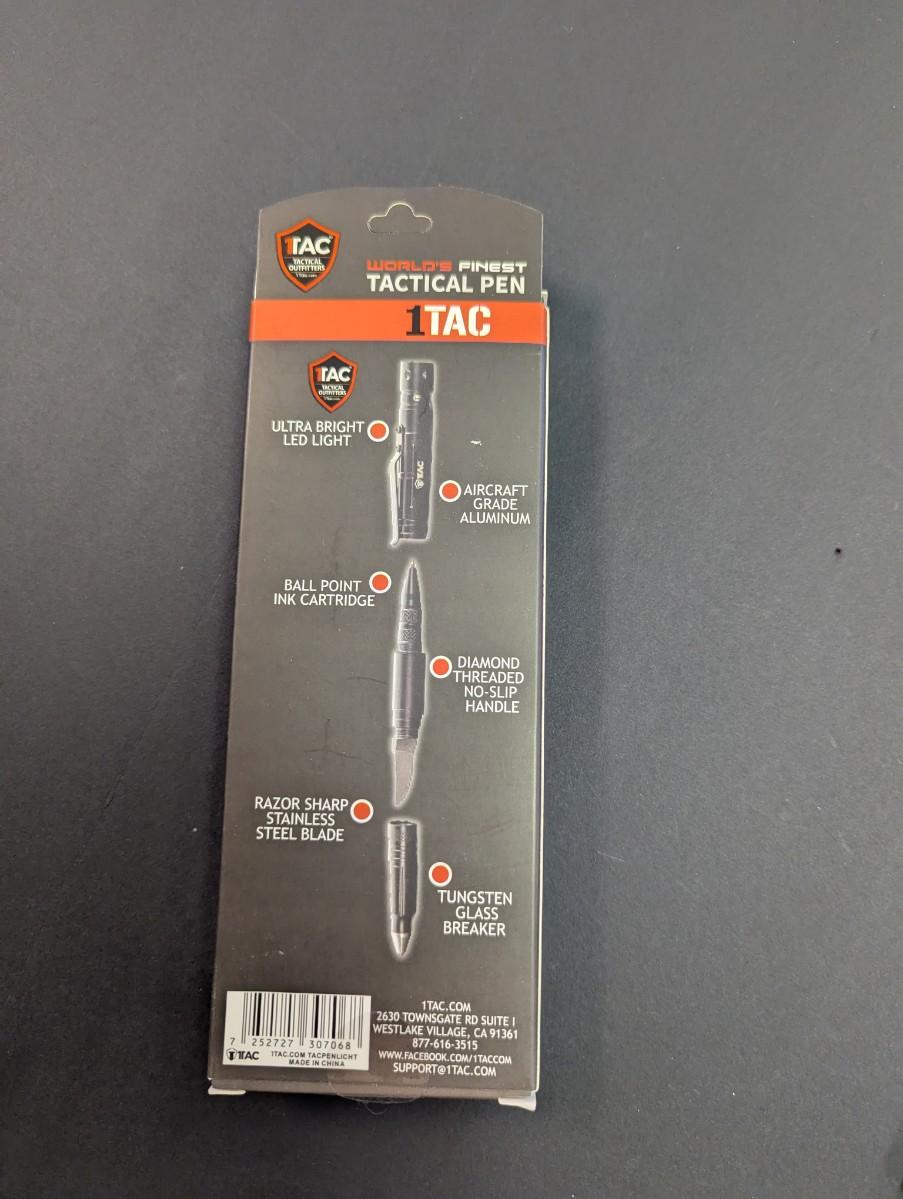 1TAC
TACTICAL
OUTFITTERS
WORLD'S FINEST
TACTICAL PEN
1TAC
1TAC
TACTICAL
OUTFITTERS
ULTRA BRIGHT
LED LIGHT
1TAC
AIRCRAFT
GRADE
ALUMINUM
BALL POINT
INK CARTRIDGE
DIAMOND
THREADED
NO-SLIP
HANDLE
RAZOR SHARP
STAINLESS
STEEL BLADE
TUNGSTEN
GLASS
BREAKER
7 252727 307068
1TAC
1TAC.COM TACPENLICHT
MADE IN CHINA
1TAC.COM
2630 TOWNSGATE RD SUITE I
WESTLAKE VILLAGE, CA 91361
877-616-3515
WWW.FACEBOOK.COM/1TACCOM
SUPPORT@1TAC.COM